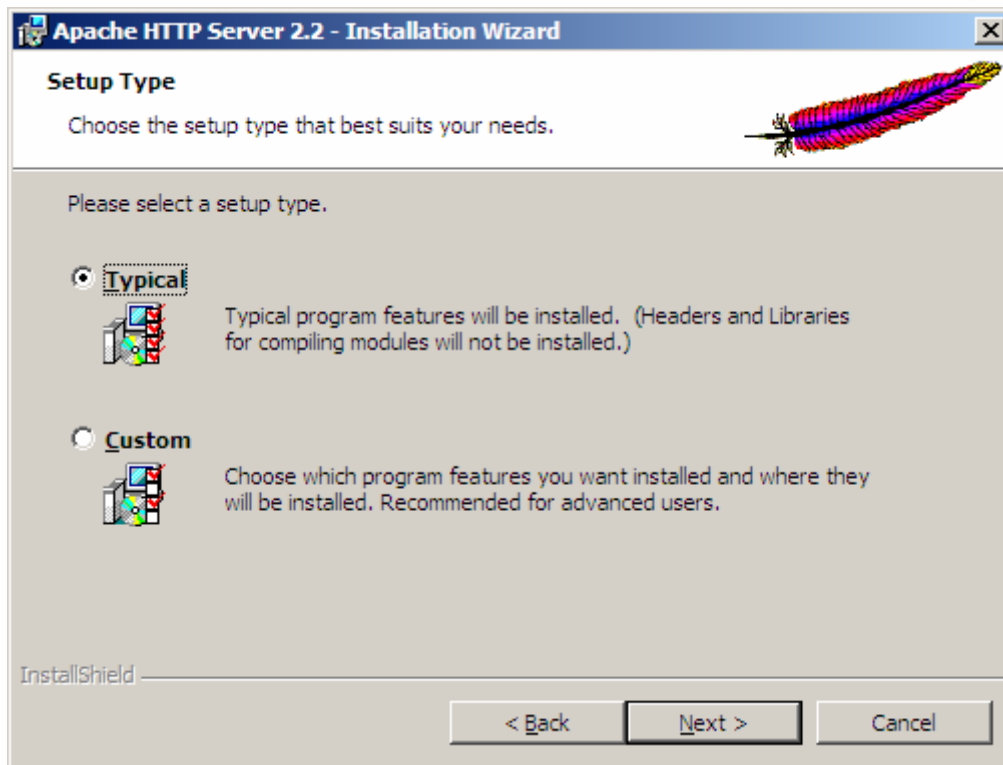 Apache HTTP Server 2.2 - Installation Wizard
Setup Type
Choose the setup type that best suits your needs.
Please select a setup type.
Typical
Typical program features will be installed.  (Headers and Libraries
for compiling modules will not be installed.)
Custom
Choose which program features you want installed and where they
will be installed. Recommended for advanced users.
InstallShield
< Back
Next >
Cancel